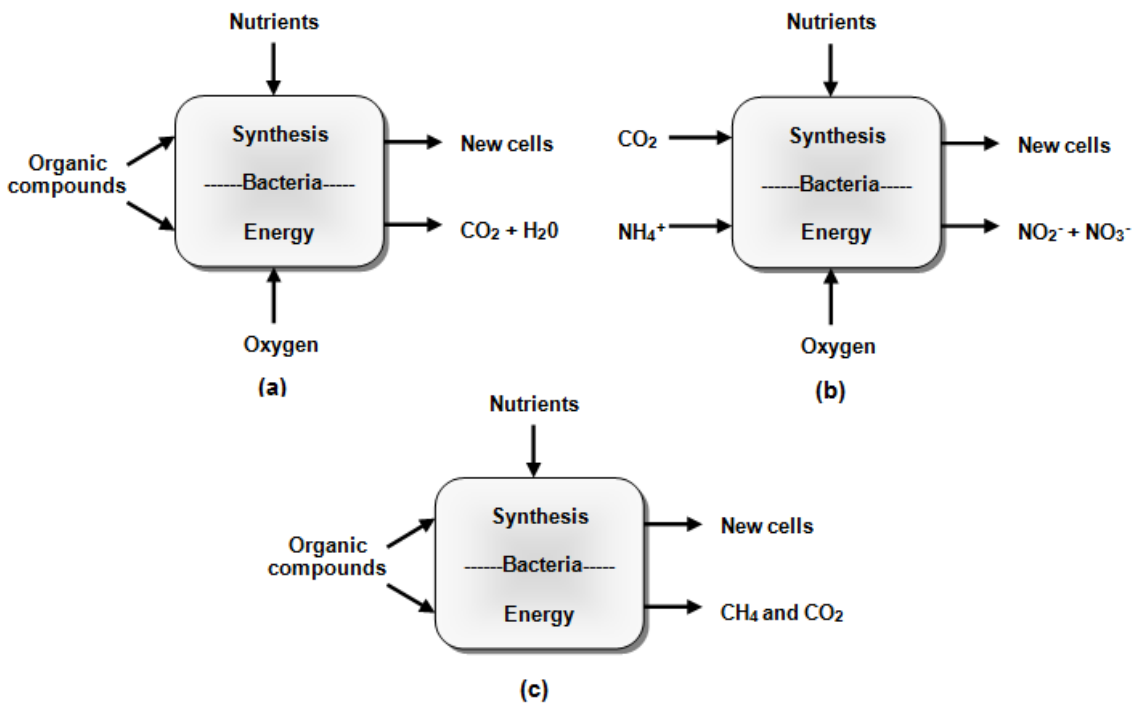 Nutrients
Organic
compounds
Synthesis
------Bacteria-----
Energy
New cells
CO₂ + H₂0
Oxygen
(a)
Nutrients
CO₂
NH₄⁺
Synthesis
------Bacteria-----
Energy
New cells
NO₂⁻ + NO₃⁻
Oxygen
(b)
Nutrients
Organic
compounds
Synthesis
------Bacteria-----
Energy
New cells
CH₄ and CO₂
(c)